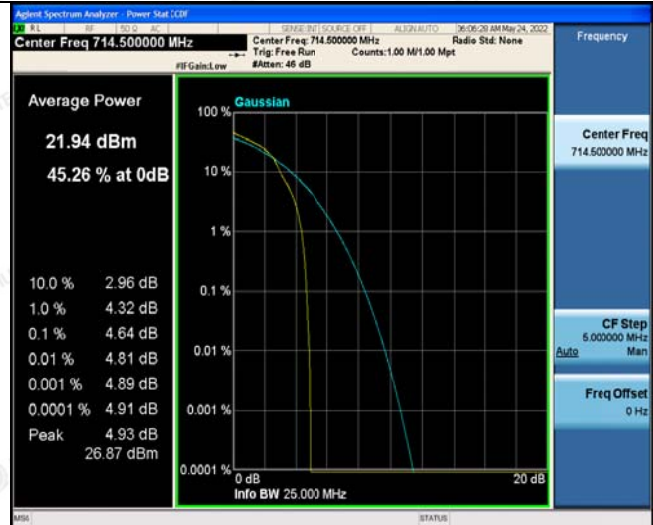 Agilent Spectrum Analyzer - Power Stat CCDF
RL RF 50 Ω AC SENSE:INT SOURCE OFF ALIGN AUTO 06:06:28 AM May 24, 2022
Center Freq 714.500000 MHz
Center Freq: 714.500000 MHz Radio Std: None
Trig: Free Run Counts:1.00 M/1.00 Mpt
#IFGain:Low #Atten: 46 dB
Frequency
Average Power
21.94 dBm
45.26 % at 0dB
10.0 % 2.96 dB
1.0 % 4.32 dB
0.1 % 4.64 dB
0.01 % 4.81 dB
0.001 % 4.89 dB
0.0001 % 4.91 dB
Peak 4.93 dB
26.87 dBm
Gaussian
100 %
10 %
1 %
0.1 %
0.01 %
0.001 %
0.0001 %
0 dB 20 dB
Info BW 25.000 MHz
Center Freq
714.500000 MHz
CF Step
5.000000 MHz
Auto Man
Freq Offset
0 Hz
MSG STATUS